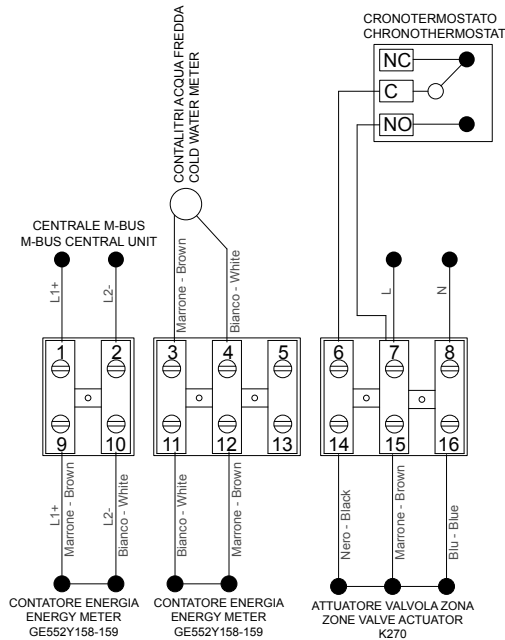 CRONOTERMOSTATO
CHRONOTHERMOSTAT
NC
C
NO
CONTALITRI ACQUA FREDDA
COLD WATER METER
CENTRALE M-BUS
M-BUS CENTRAL UNIT
L1+
L2-
Marrone - Brown
Bianco - White
L
N
1
2
3
4
5
6
7
8
9
10
11
12
13
14
15
16
L1+
Marrone - Brown
L2-
Bianco - White
Bianco - White
Marrone - Brown
Nero - Black
Marrone - Brown
Blu - Blue
CONTATORE ENERGIA
ENERGY METER
GE552Y158-159
CONTATORE ENERGIA
ENERGY METER
GE552Y158-159
ATTUATORE VALVOLA ZONA
ZONE VALVE ACTUATOR
K270